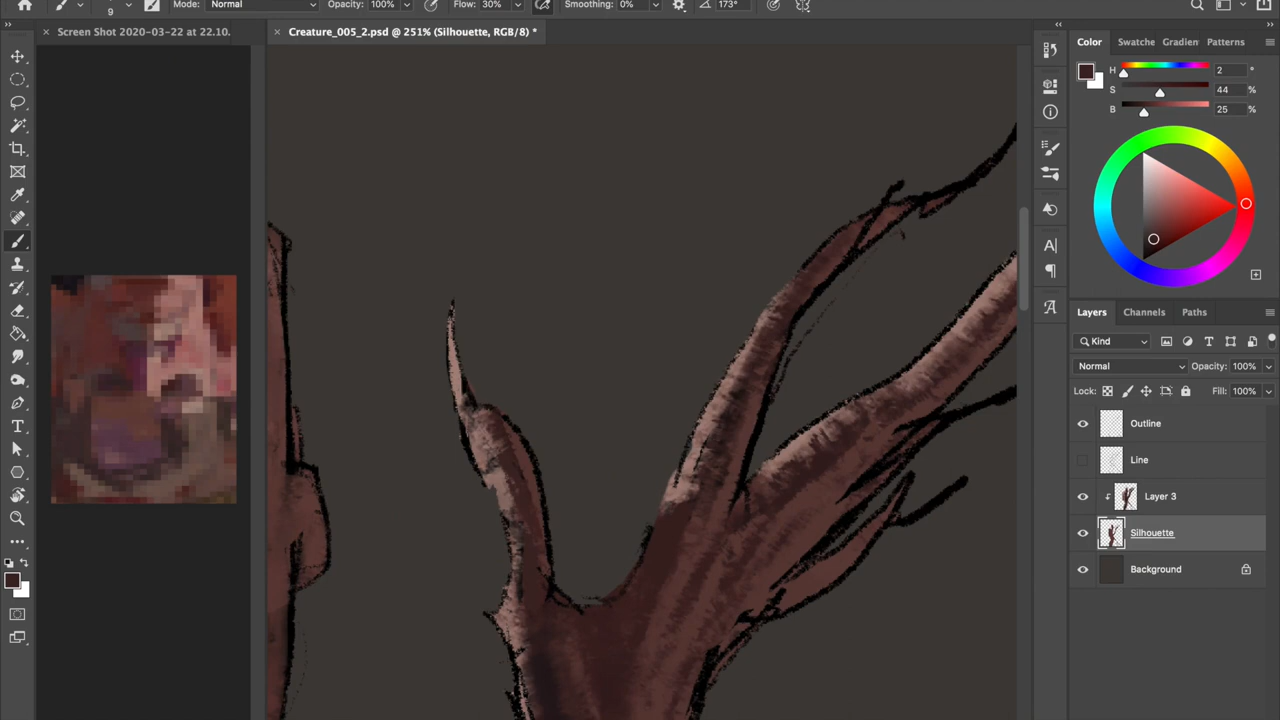 9
Mode: Normal Opacity: 100% Flow: 30% Smoothing: 0% 173°
× Screen Shot 2020-03-22 at 22.10.
× Creature_005_2.psd @ 251% (Silhouette, RGB/8) *
Color Swatche Gradien Patterns
H 2 °
S 44 %
B 25 %
Layers Channels Paths
Kind
Normal Opacity: 100%
Lock: Fill: 100%
Outline
Line
Layer 3
Silhouette
Background